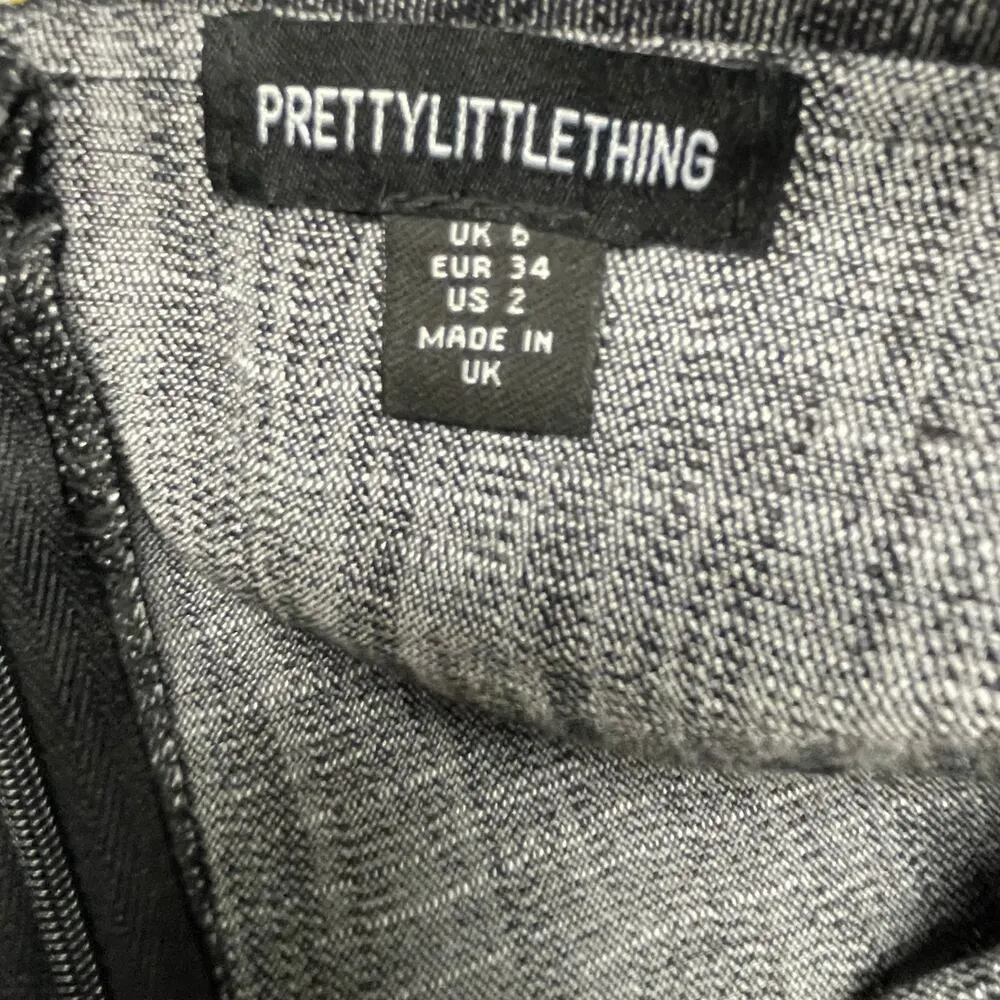 PRETTYLITTLETHING
UK 6
EUR 34
US 2
MADE IN
UK